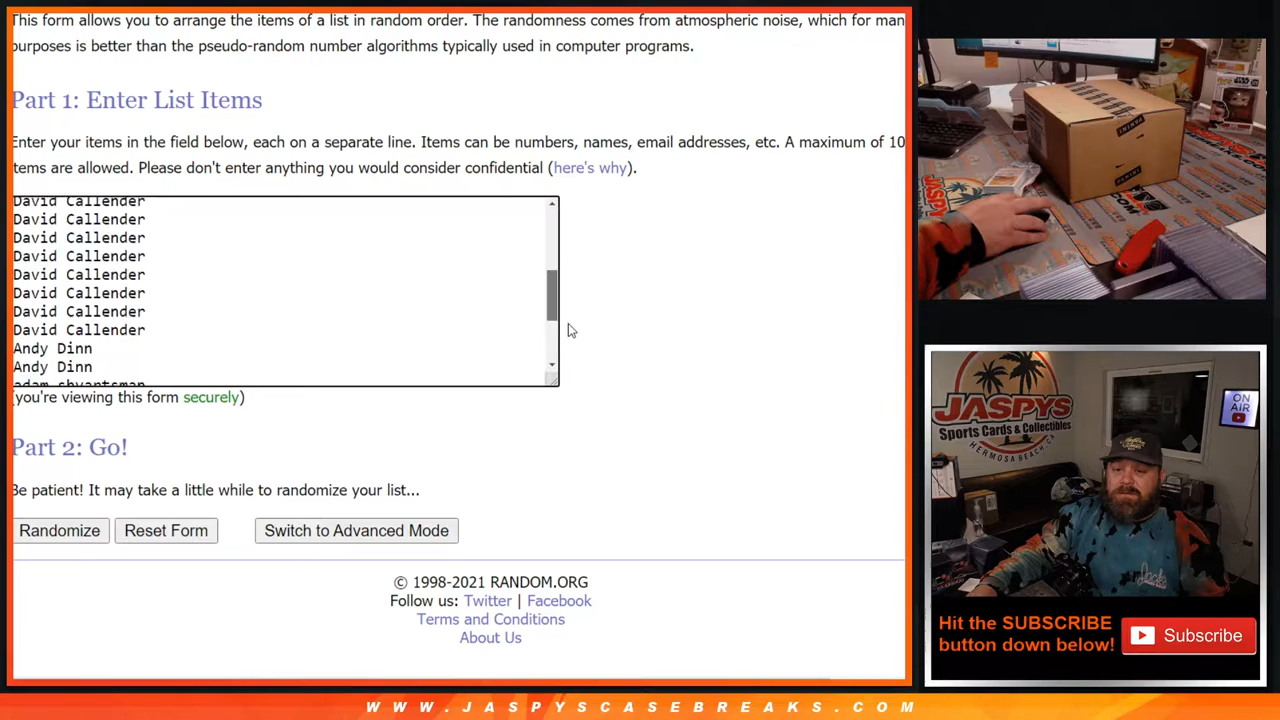 This form allows you to arrange the items of a list in random order. The randomness comes from atmospheric noise, which for man
purposes is better than the pseudo-random number algorithms typically used in computer programs.
Part 1: Enter List Items
Enter your items in the field below, each on a separate line. Items can be numbers, names, email addresses, etc. A maximum of 10
items are allowed. Please don't enter anything you would consider confidential (here's why).
David Callender
David Callender
David Callender
David Callender
David Callender
David Callender
David Callender
David Callender
Andy Dinn
Andy Dinn
adam shvartsman
(you're viewing this form securely)
Part 2: Go!
Be patient! It may take a little while to randomize your list...
Randomize Reset Form Switch to Advanced Mode
© 1998-2021 RANDOM.ORG
Follow us: Twitter | Facebook
Terms and Conditions
About Us
PANINI
PANINI
STAR WARS
JASPYS
Sports Cards & Collectibles
HERMOSA BEACH, CA
ON
AIR
Hit the SUBSCRIBE
button down below!
Subscribe
WWW.JASPYSCASEBREAKS.COM